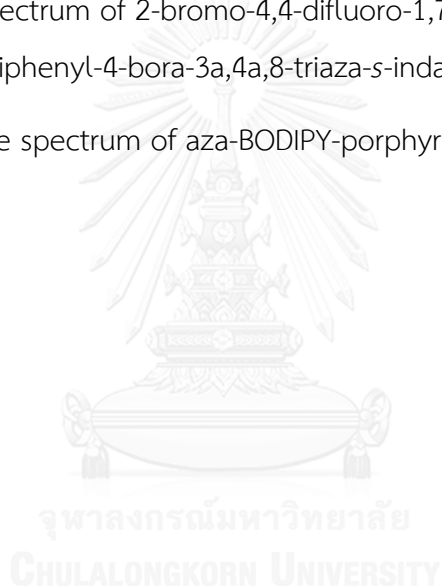 ectrum of 2-bromo-4,4-difluoro-1,7
iphenyl-4-bora-3a,4a,8-triaza-s-inda
e spectrum of aza-BODIPY-porphyr
จุฬาลงกรณ์มหาวิทยาลัย
CHULALONGKORN UNIVERSITY